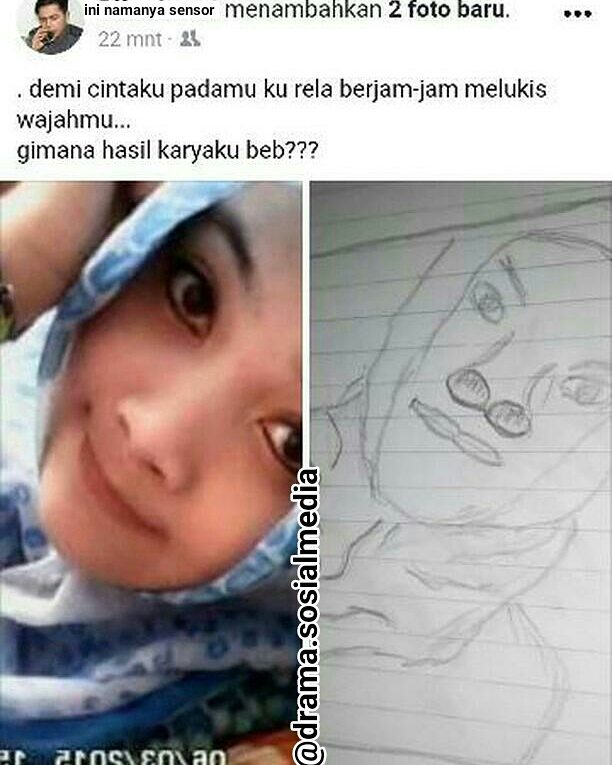 ini namanya sensor menambahkan 2 foto baru.
22 mnt
. demi cintaku padamu ku rela berjam-jam melukis
wajahmu...
gimana hasil karyaku beb???
@drama.sosialmedia